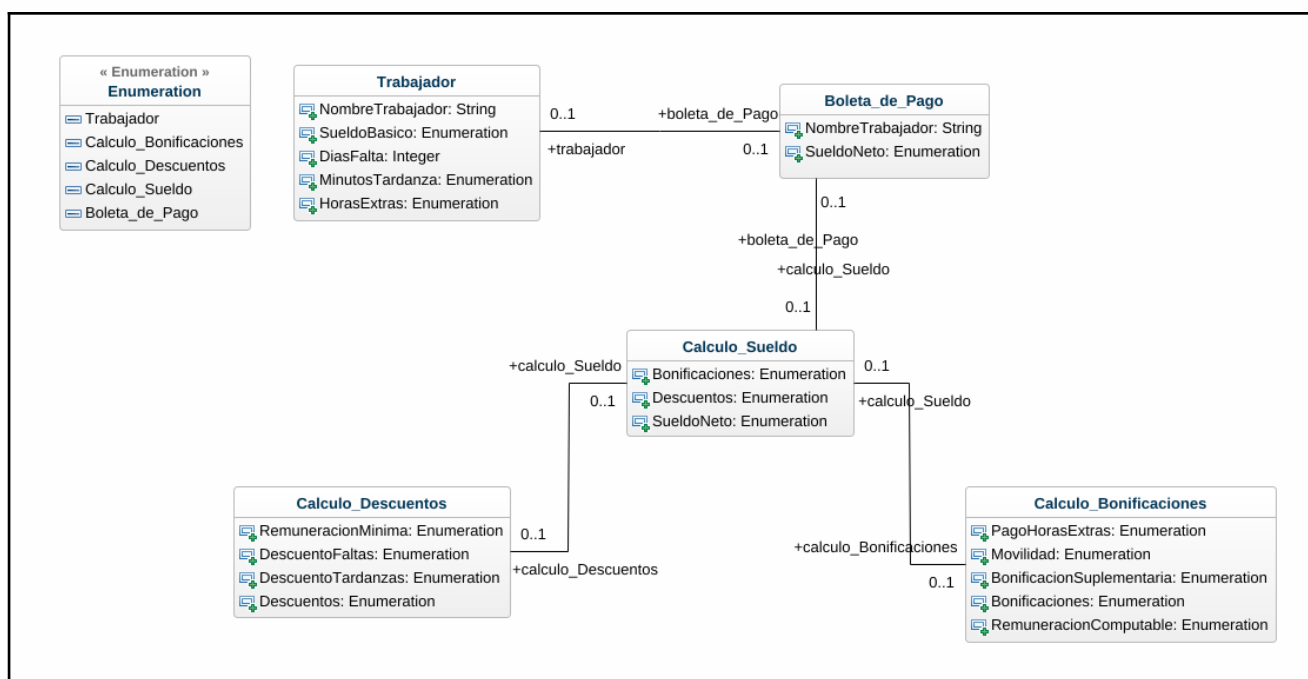 « Enumeration »
Enumeration
Trabajador
Calculo_Bonificaciones
Calculo_Descuentos
Calculo_Sueldo
Boleta_de_Pago
Trabajador
NombreTrabajador: String
SueldoBasico: Enumeration
DiasFalta: Integer
MinutosTardanza: Enumeration
HorasExtras: Enumeration
0..1
+trabajador
+boleta_de_Pago
0..1
Boleta_de_Pago
NombreTrabajador: String
SueldoNeto: Enumeration
0..1
+boleta_de_Pago
+calculo_Sueldo
0..1
Calculo_Sueldo
Bonificaciones: Enumeration
Descuentos: Enumeration
SueldoNeto: Enumeration
+calculo_Sueldo
0..1
0..1
+calculo_Sueldo
Calculo_Descuentos
RemuneracionMinima: Enumeration
DescuentoFaltas: Enumeration
DescuentoTardanzas: Enumeration
Descuentos: Enumeration
0..1
+calculo_Descuentos
+calculo_Bonificaciones
0..1
Calculo_Bonificaciones
PagoHorasExtras: Enumeration
Movilidad: Enumeration
BonificacionSuplementaria: Enumeration
Bonificaciones: Enumeration
RemuneracionComputable: Enumeration